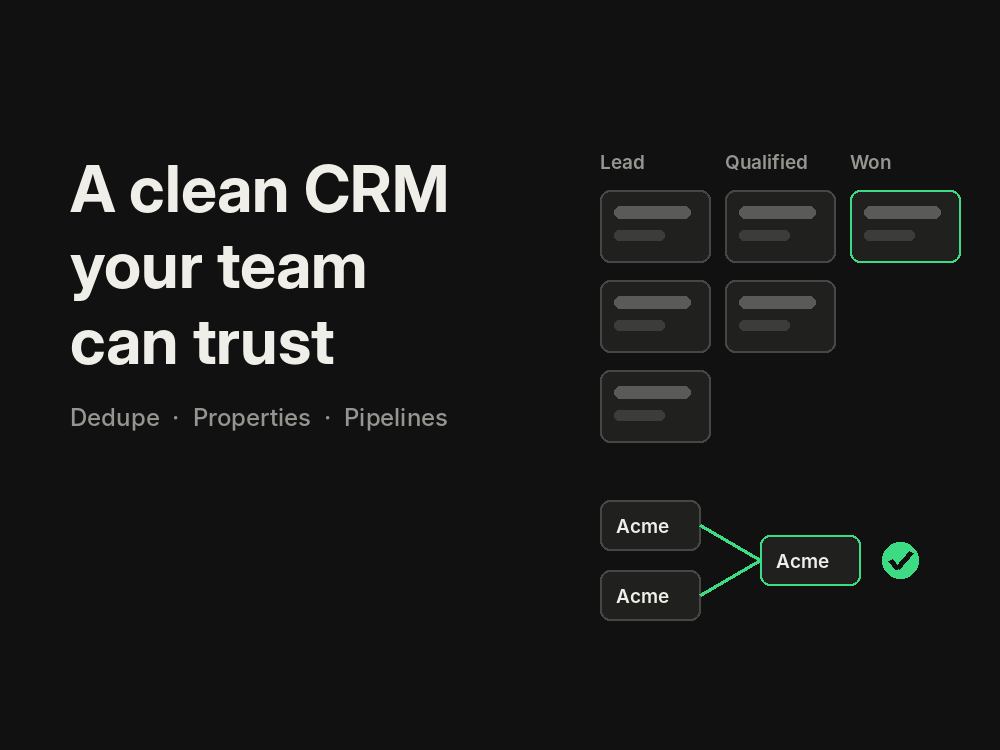 A clean CRM
your team
can trust
Dedupe · Properties · Pipelines
Lead
Qualified
Won
Acme
Acme
Acme